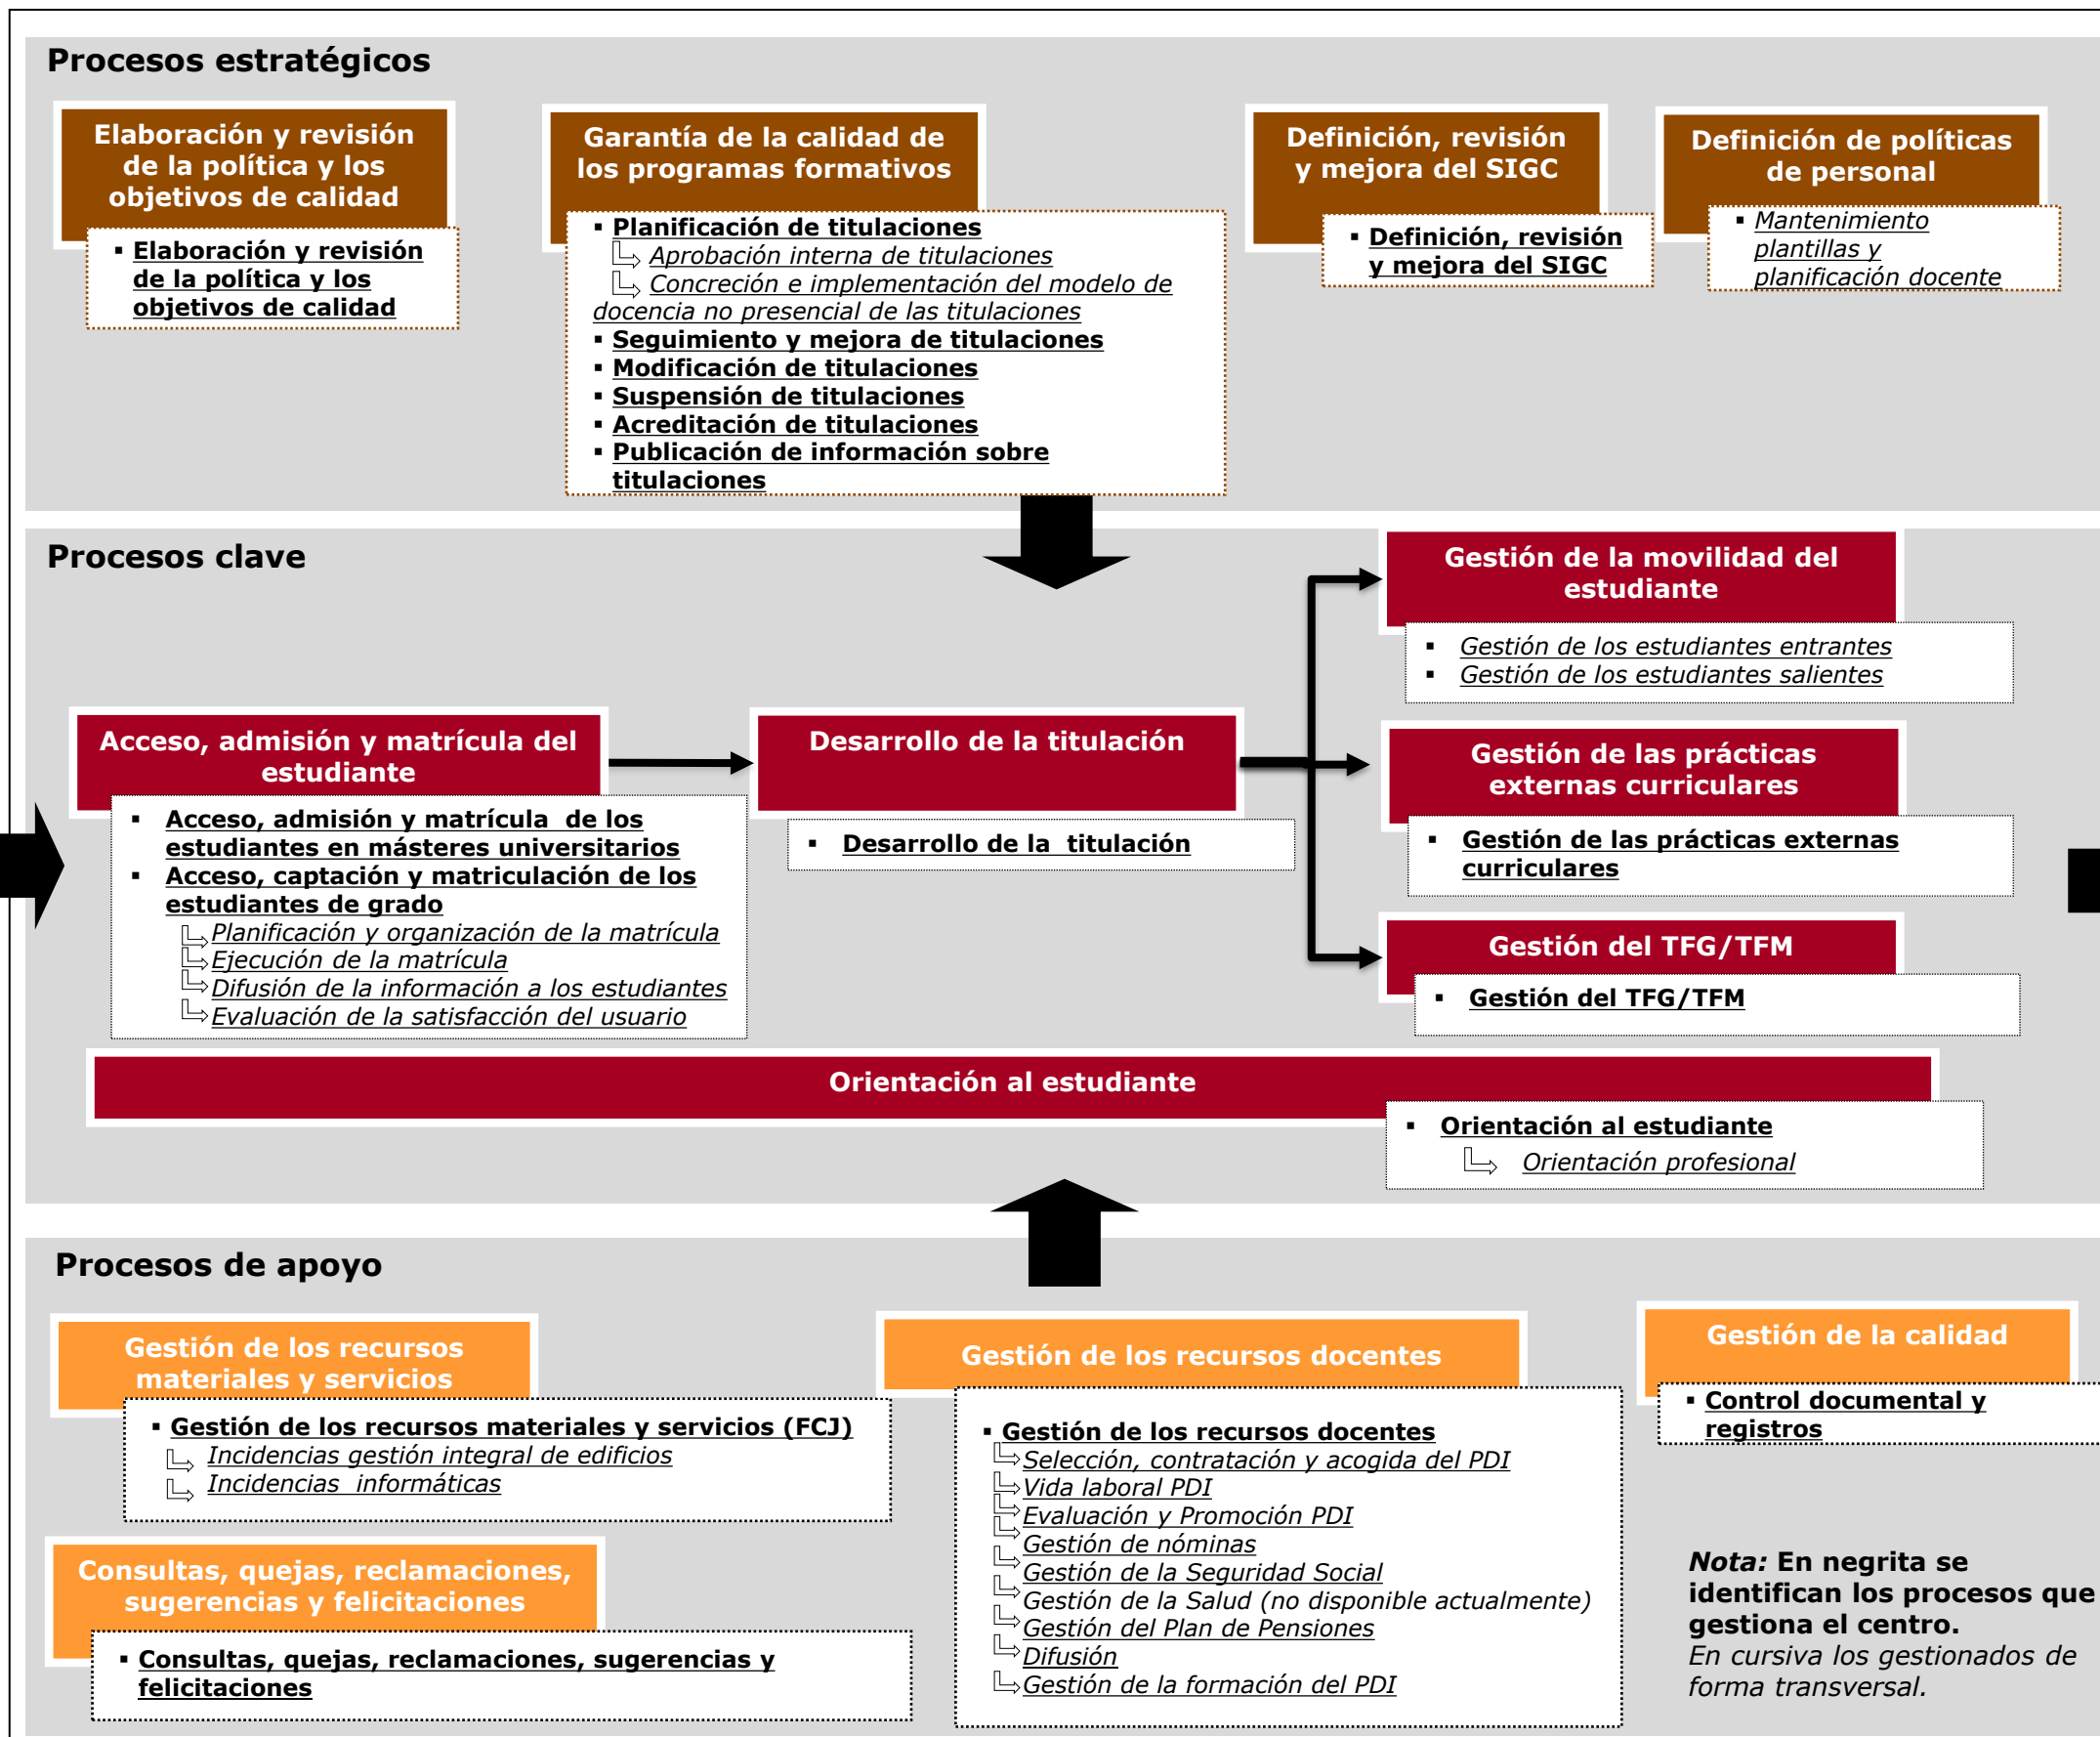 Procesos estratégicos
Elaboración y revisión
de la política y los
objetivos de calidad
▪ Elaboración y revisión
de la política y los
objetivos de calidad
Garantía de la calidad de
los programas formativos
▪ Planificación de titulaciones
Aprobación interna de titulaciones
Concreción e implementación del modelo de
docencia no presencial de las titulaciones
▪ Seguimiento y mejora de titulaciones
▪ Modificación de titulaciones
▪ Suspensión de titulaciones
▪ Acreditación de titulaciones
▪ Publicación de información sobre
titulaciones
Definición, revisión
y mejora del SIGC
▪ Definición, revisión
y mejora del SIGC
Definición de políticas
de personal
▪ Mantenimiento
plantillas y
planificación docente
Procesos clave
Acceso, admisión y matrícula del
estudiante
▪ Acceso, admisión y matrícula de los
estudiantes en másteres universitarios
▪ Acceso, captación y matriculación de los
estudiantes de grado
Planificación y organización de la matrícula
Ejecución de la matrícula
Difusión de la información a los estudiantes
Evaluación de la satisfacción del usuario
Desarrollo de la titulación
▪ Desarrollo de la titulación
Gestión de la movilidad del
estudiante
▪ Gestión de los estudiantes entrantes
▪ Gestión de los estudiantes salientes
Gestión de las prácticas
externas curriculares
▪ Gestión de las prácticas externas
curriculares
Gestión del TFG/TFM
▪ Gestión del TFG/TFM
Orientación al estudiante
▪ Orientación al estudiante
Orientación profesional
Procesos de apoyo
Gestión de los recursos
materiales y servicios
▪ Gestión de los recursos materiales y servicios (FCJ)
Incidencias gestión integral de edificios
Incidencias informáticas
Consultas, quejas, reclamaciones,
sugerencias y felicitaciones
▪ Consultas, quejas, reclamaciones, sugerencias y
felicitaciones
Gestión de los recursos docentes
▪ Gestión de los recursos docentes
Selección, contratación y acogida del PDI
Vida laboral PDI
Evaluación y Promoción PDI
Gestión de nóminas
Gestión de la Seguridad Social
Gestión de la Salud (no disponible actualmente)
Gestión del Plan de Pensiones
Difusión
Gestión de la formación del PDI
Gestión de la calidad
▪ Control documental y
registros
Nota: En negrita se
identifican los procesos que
gestiona el centro.
En cursiva los gestionados de
forma transversal.